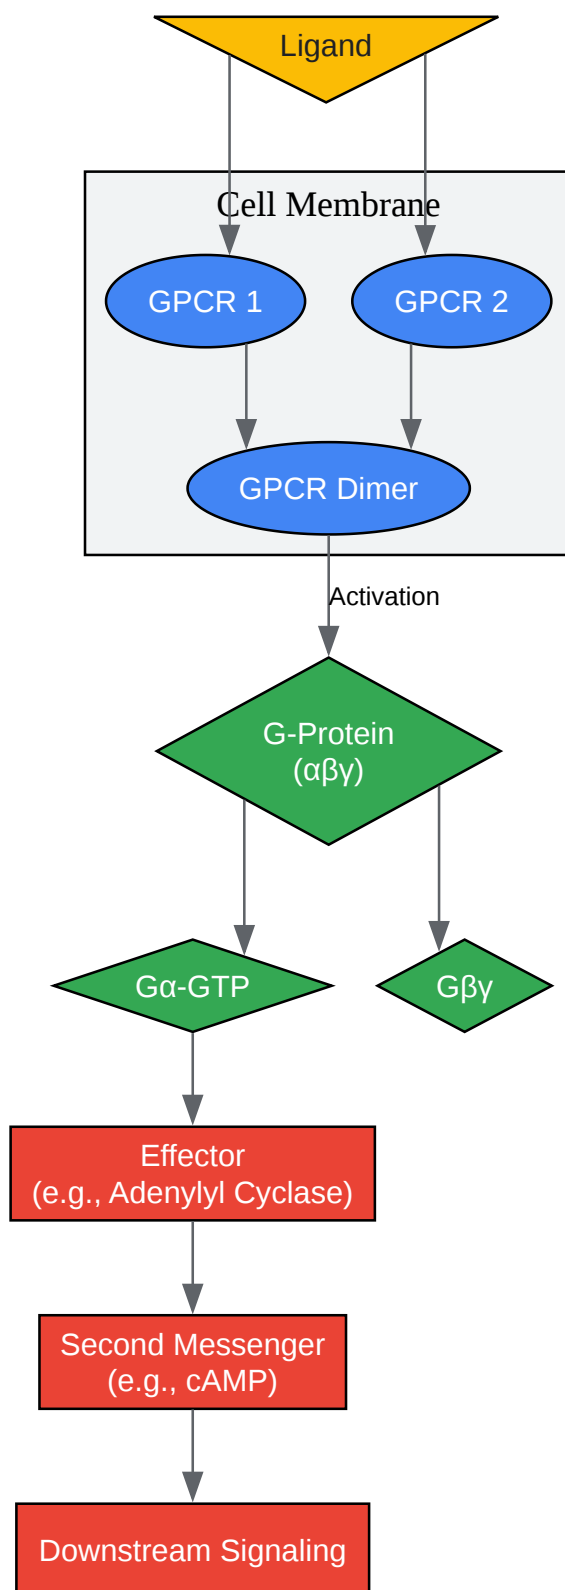 Ligand
Cell Membrane
GPCR 1
GPCR 2
GPCR Dimer
Activation
G-Protein
(αβγ)
Gα-GTP
Gβγ
Effector
(e.g., Adenylyl Cyclase)
Second Messenger
(e.g., cAMP)
Downstream Signaling